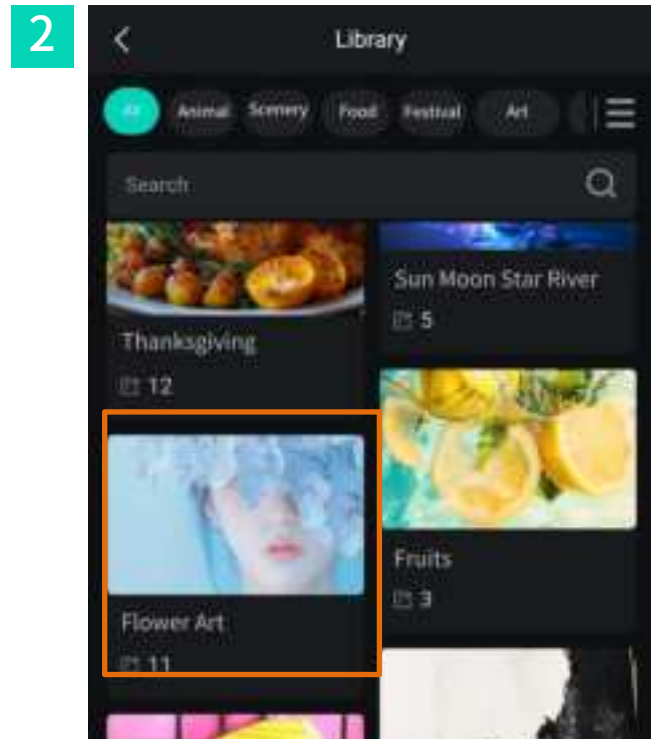 2
Library
All Animal Scenery Food Festival Art
Search
Thanksgiving
12
Sun Moon Star River
5
Flower Art
11
Fruits
3